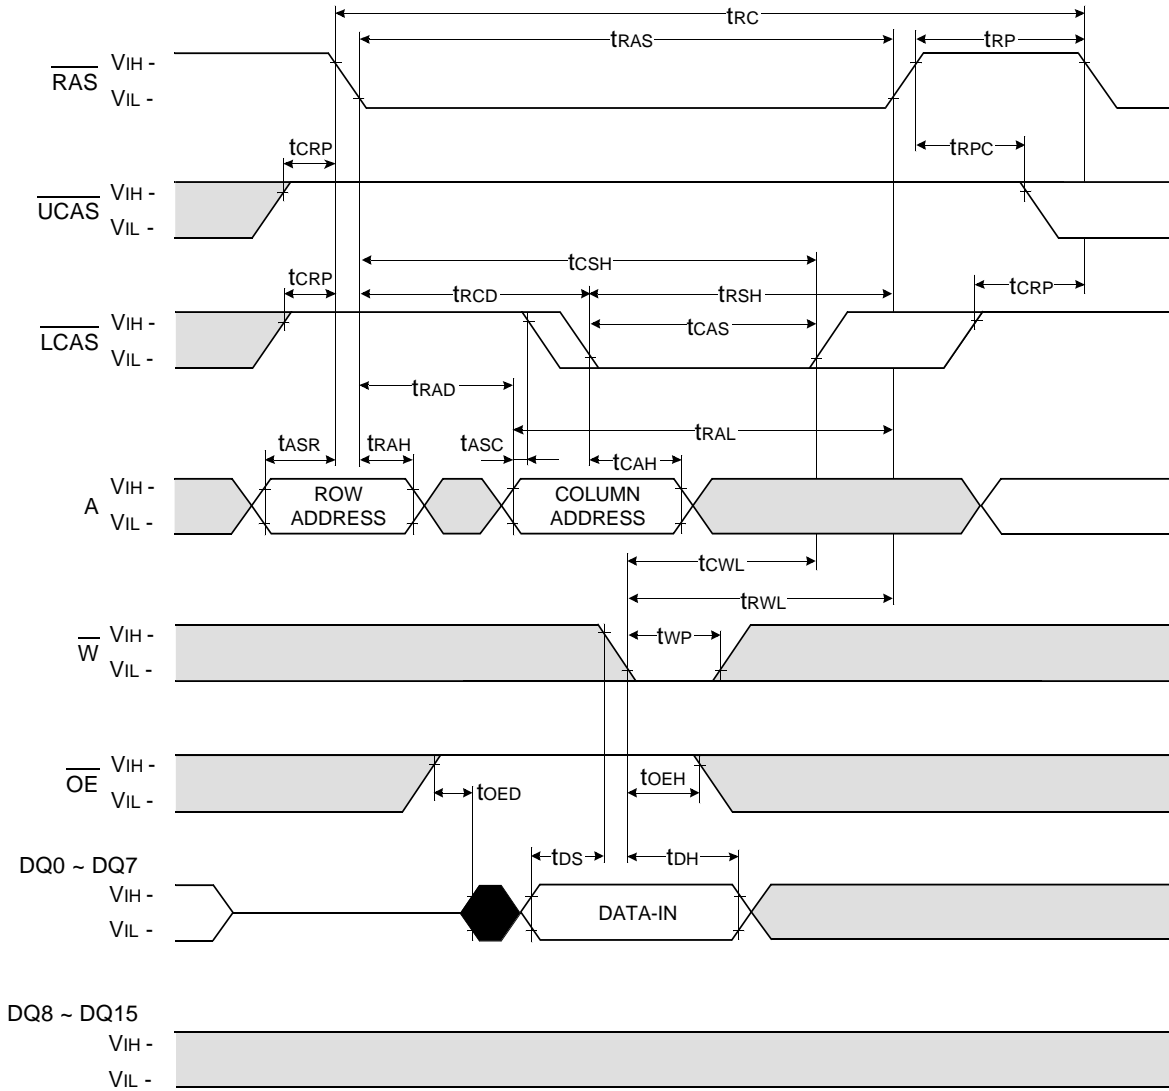 tRC
tRAS
tRP
RAS
VIH -
VIL -
tCRP
tRPC
UCAS
VIH -
VIL -
tCSH
tCRP
tRCD
tRSH
tCRP
LCAS
VIH -
VIL -
tCAS
tRAD
tRAL
tASR
tRAH
tASC
tCAH
A
VIH -
VIL -
ROW
ADDRESS
COLUMN
ADDRESS
tCWL
tRWL
W
VIH -
VIL -
tWP
OE
VIH -
VIL -
tOED
tOEH
tDS
tDH
DQ0 ~ DQ7
VIH -
VIL -
DATA-IN
DQ8 ~ DQ15
VIH -
VIL -